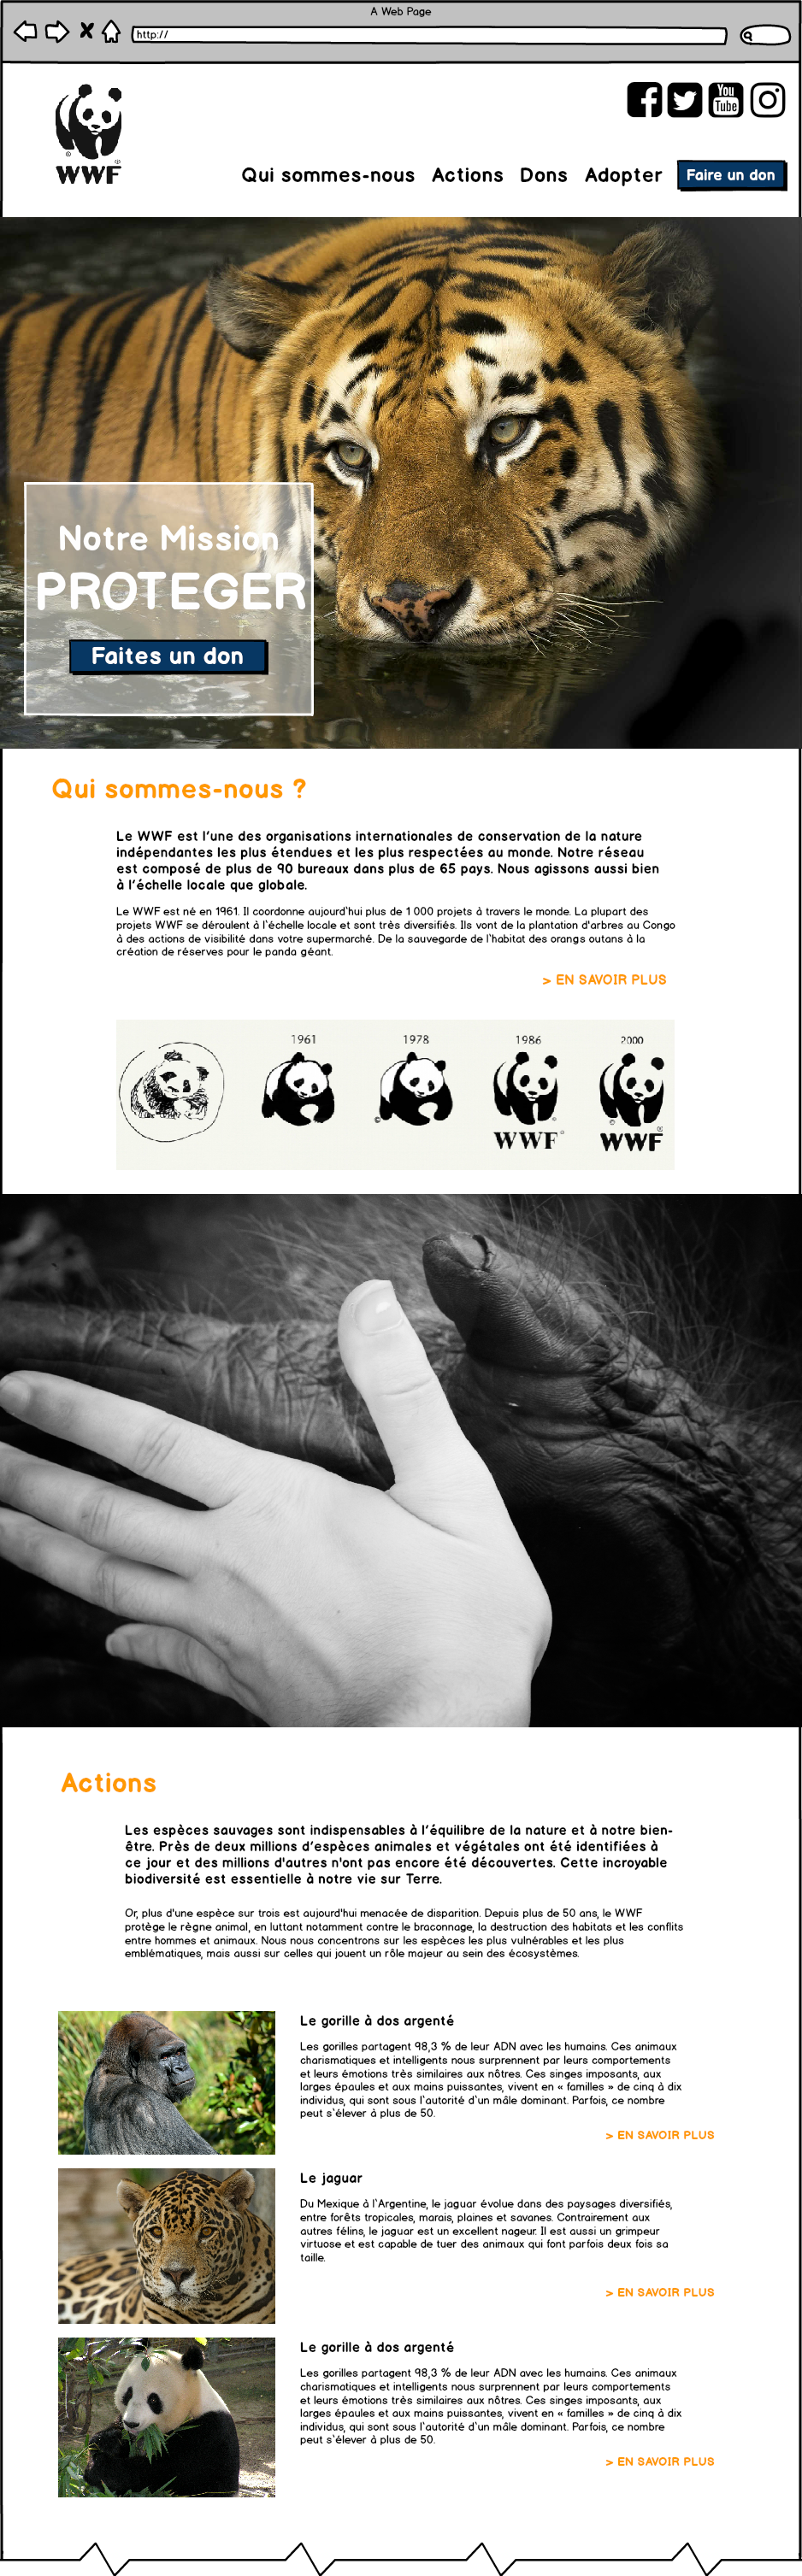 A Web Page
http://
You
Tube
WWF
Qui sommes-nous Actions Dons Adopter Faire un don
Notre Mission
PROTEGER
Faites un don
Qui sommes-nous ?
Le WWF est l'une des organisations internationales de conservation de la nature
indépendantes les plus étendues et les plus respectées au monde. Notre réseau
est composé de plus de 90 bureaux dans plus de 65 pays. Nous agissons aussi bien
à l'échelle locale que globale.
Le WWF est né en 1961. Il coordonne aujourd'hui plus de 1 000 projets à travers le monde. La plupart des
projets WWF se déroulent à l'échelle locale et sont très diversifiés. Ils vont de la plantation d'arbres au Congo
à des actions de visibilité dans votre supermarché. De la sauvegarde de l'habitat des orangs outans à la
création de réserves pour le panda géant.
> EN SAVOIR PLUS
1961 1978 1986 2000
WWF WWF
Actions
Les espèces sauvages sont indispensables à l'équilibre de la nature et à notre bien-
être. Près de deux millions d'espèces animales et végétales ont été identifiées à
ce jour et des millions d'autres n'ont pas encore été découvertes. Cette incroyable
biodiversité est essentielle à notre vie sur Terre.
Or, plus d'une espèce sur trois est aujourd'hui menacée de disparition. Depuis plus de 50 ans, le WWF
protège le règne animal, en luttant notamment contre le braconnage, la destruction des habitats et les conflits
entre hommes et animaux. Nous nous concentrons sur les espèces les plus vulnérables et les plus
emblématiques, mais aussi sur celles qui jouent un rôle majeur au sein des écosystèmes.
Le gorille à dos argenté
Les gorilles partagent 98,3 % de leur ADN avec les humains. Ces animaux
charismatiques et intelligents nous surprennent par leurs comportements
et leurs émotions très similaires aux nôtres. Ces singes imposants, aux
larges épaules et aux mains puissantes, vivent en « familles » de cinq à dix
individus, qui sont sous l'autorité d'un mâle dominant. Parfois, ce nombre
peut s'élever à plus de 50.
> EN SAVOIR PLUS
Le jaguar
Du Mexique à l'Argentine, le jaguar évolue dans des paysages diversifiés,
entre forêts tropicales, marais, plaines et savanes. Contrairement aux
autres félins, le jaguar est un excellent nageur. Il est aussi un grimpeur
virtuose et est capable de tuer des animaux qui font parfois deux fois sa
taille.
> EN SAVOIR PLUS
Le gorille à dos argenté
Les gorilles partagent 98,3 % de leur ADN avec les humains. Ces animaux
charismatiques et intelligents nous surprennent par leurs comportements
et leurs émotions très similaires aux nôtres. Ces singes imposants, aux
larges épaules et aux mains puissantes, vivent en « familles » de cinq à dix
individus, qui sont sous l'autorité d'un mâle dominant. Parfois, ce nombre
peut s'élever à plus de 50.
> EN SAVOIR PLUS